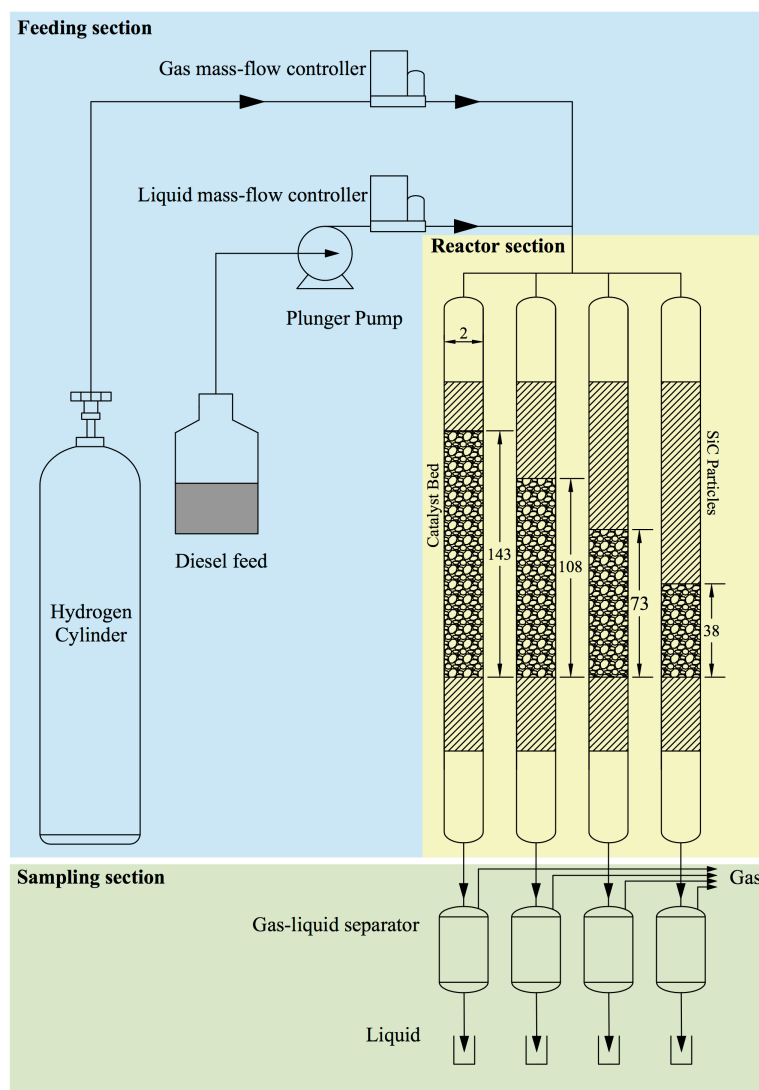 Feeding section
Gas mass-flow controller
Liquid mass-flow controller
Reactor section
Plunger Pump
2
Catalyst Bed
SiC Particles
143
108
73
38
Diesel feed
Hydrogen
Cylinder
Sampling section
Gas
Gas-liquid separator
Liquid